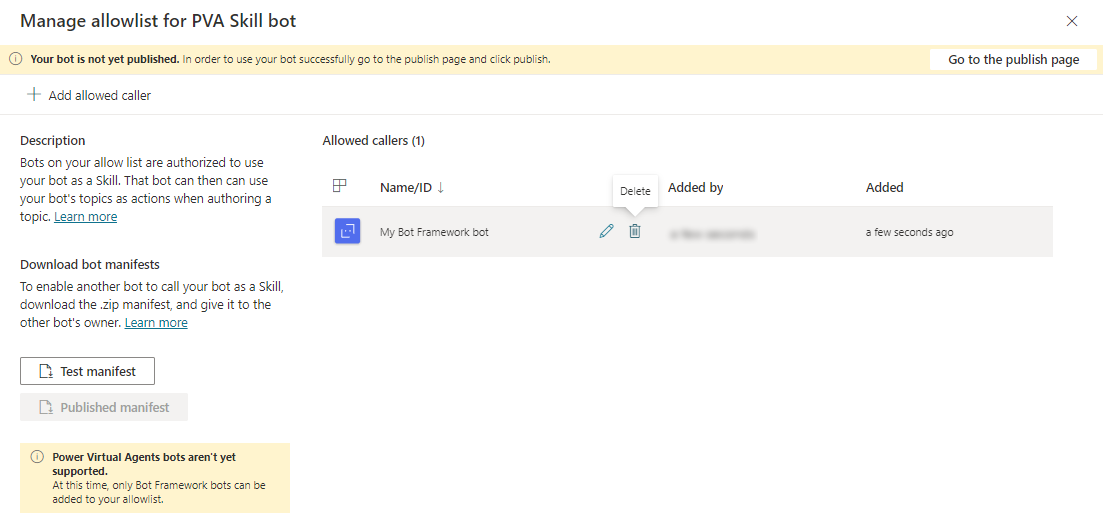 Manage allowlist for PVA Skill bot
Your bot is not yet published. In order to use your bot successfully go to the publish page and click publish.
Go to the publish page
Add allowed caller
Description
Bots on your allow list are authorized to use
your bot as a Skill. That bot can then can use
your bot's topics as actions when authoring a
topic. Learn more
Download bot manifests
To enable another bot to call your bot as a Skill,
download the .zip manifest, and give it to the
other bot's owner. Learn more
Test manifest
Published manifest
Power Virtual Agents bots aren't yet
supported.
At this time, only Bot Framework bots can be
added to your allowlist.
Allowed callers (1)
Name/ID ↓
Delete
Added by
Added
My Bot Framework bot
a few seconds ago